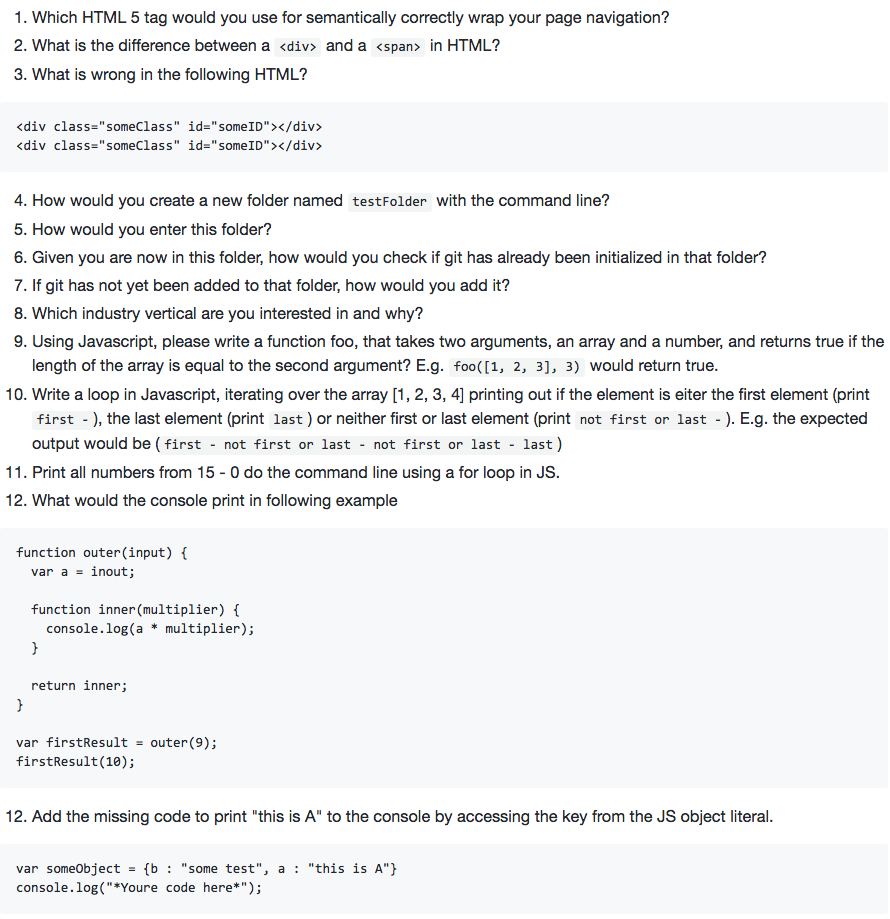 1. Which HTML 5 tag would you use for semantically correctly wrap your page navigation?
2. What is the difference between a <div> and a <span> in HTML?
3. What is wrong in the following HTML?
<div class="someClass" id="someID"></div>
<div class="someClass" id="someID"></div>
4. How would you create a new folder named testFolder with the command line?
5. How would you enter this folder?
6. Given you are now in this folder, how would you check if git has already been initialized in that folder?
7. If git has not yet been added to that folder, how would you add it?
8. Which industry vertical are you interested in and why?
9. Using Javascript, please write a function foo, that takes two arguments, an array and a number, and returns true if the
length of the array is equal to the second argument? E.g. foo([1, 2, 3], 3) would return true.
10. Write a loop in Javascript, iterating over the array [1, 2, 3, 4] printing out if the element is eiter the first element (print
first - ), the last element (print last ) or neither first or last element (print not first or last - ). E.g. the expected
output would be ( first - not first or last - not first or last - last )
11. Print all numbers from 15 - 0 do the command line using a for loop in JS.
12. What would the console print in following example
function outer(input) {
var a = inout;
function inner(multiplier) {
console.log(a * multiplier);
}
return inner;
}
var firstResult = outer(9);
firstResult(10);
12. Add the missing code to print "this is A" to the console by accessing the key from the JS object literal.
var someObject = {b : "some test", a : "this is A"}
console.log("*Youre code here*");